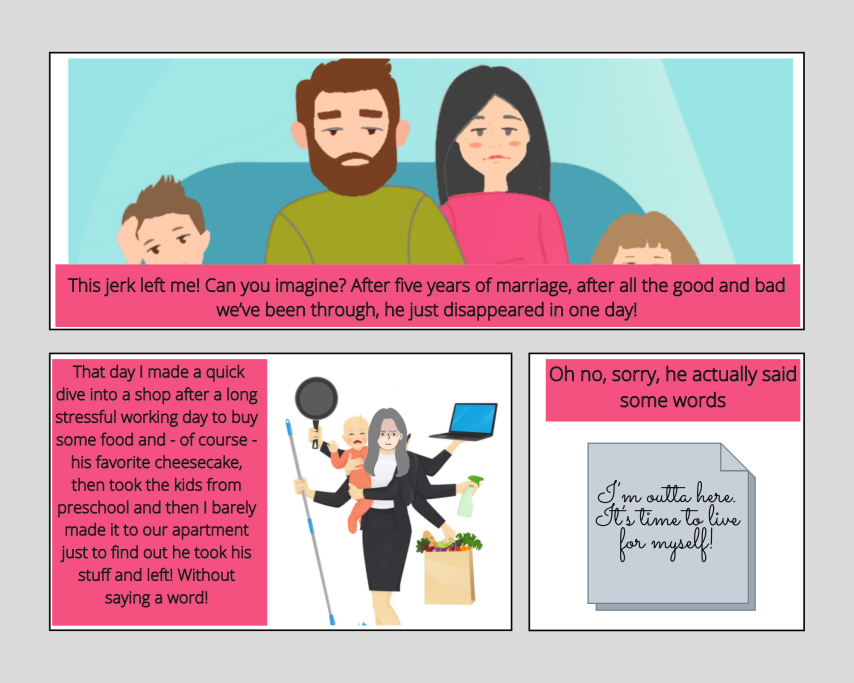 This jerk left me! Can you imagine? After five years of marriage, after all the good and bad
we've been through, he just disappeared in one day!
That day I made a quick
dive into a shop after a long
stressful working day to buy
some food and - of course -
his favorite cheesecake,
then took the kids from
preschool and then I barely
made it to our apartment
just to find out he took his
stuff and left! Without
saying a word!
Oh no, sorry, he actually said
some words
I'm outta here.
It's time to live
for myself!